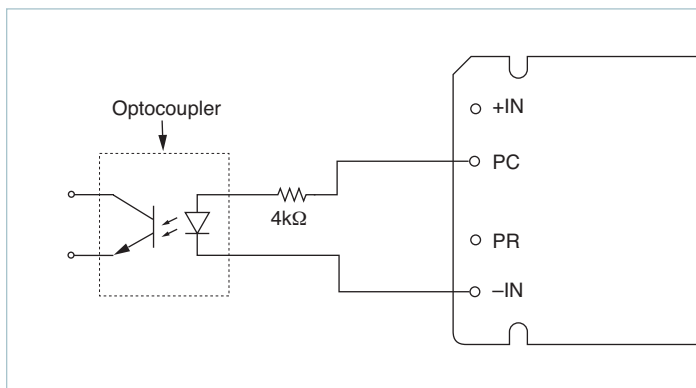 +IN
Optocoupler
PC
4kΩ
PR
–IN